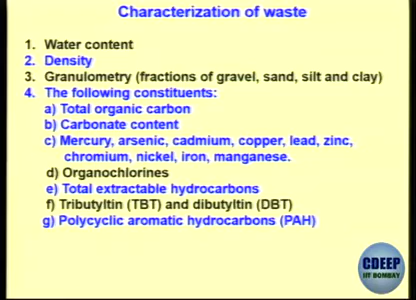 Characterization of waste
1. Water content
2. Density
3. Granulometry (fractions of gravel, sand, silt and clay)
4. The following constituents:
a) Total organic carbon
b) Carbonate content
c) Mercury, arsenic, cadmium, copper, lead, zinc,
chromium, nickel, iron, manganese.
d) Organochlorines
e) Total extractable hydrocarbons
f) Tributyltin (TBT) and dibutyltin (DBT)
g) Polycyclic aromatic hydrocarbons (PAH)
CDEEP
IIT BOMBAY